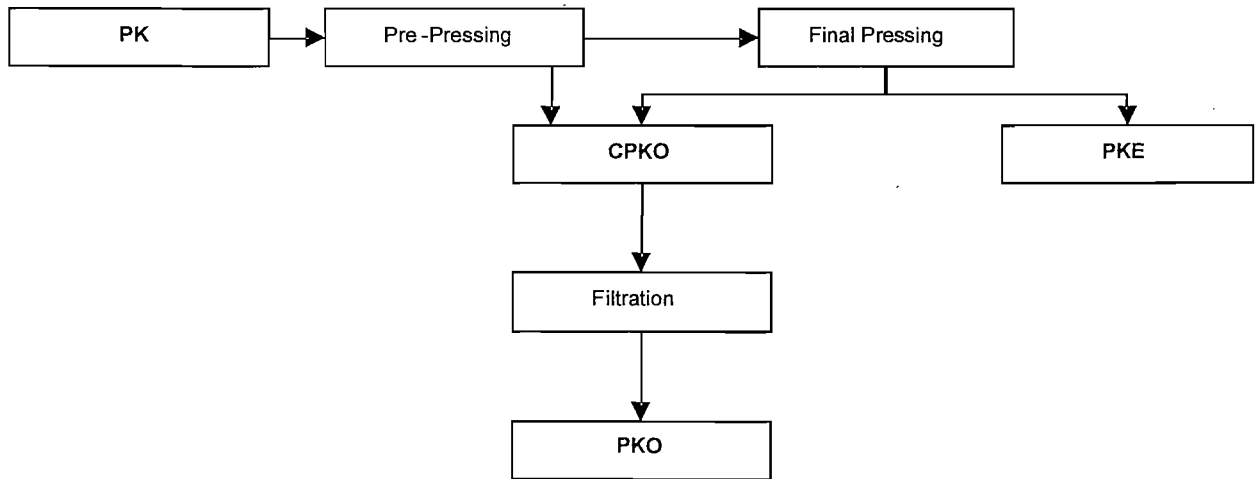 PK
Pre-Pressing
Final Pressing
CPKO
PKE
Filtration
PKO